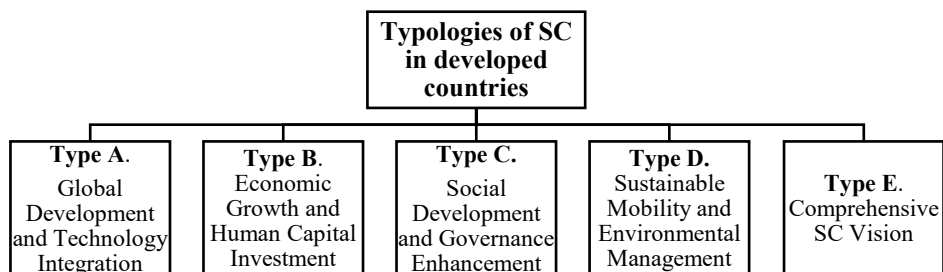 Typologies of SC
in developed
countries
Type A.
Global
Development
and Technology
Integration
Type B.
Economic
Growth and
Human Capital
Investment
Type C.
Social
Development
and Governance
Enhancement
Type D.
Sustainable
Mobility and
Environmental
Management
Type E.
Comprehensive
SC Vision